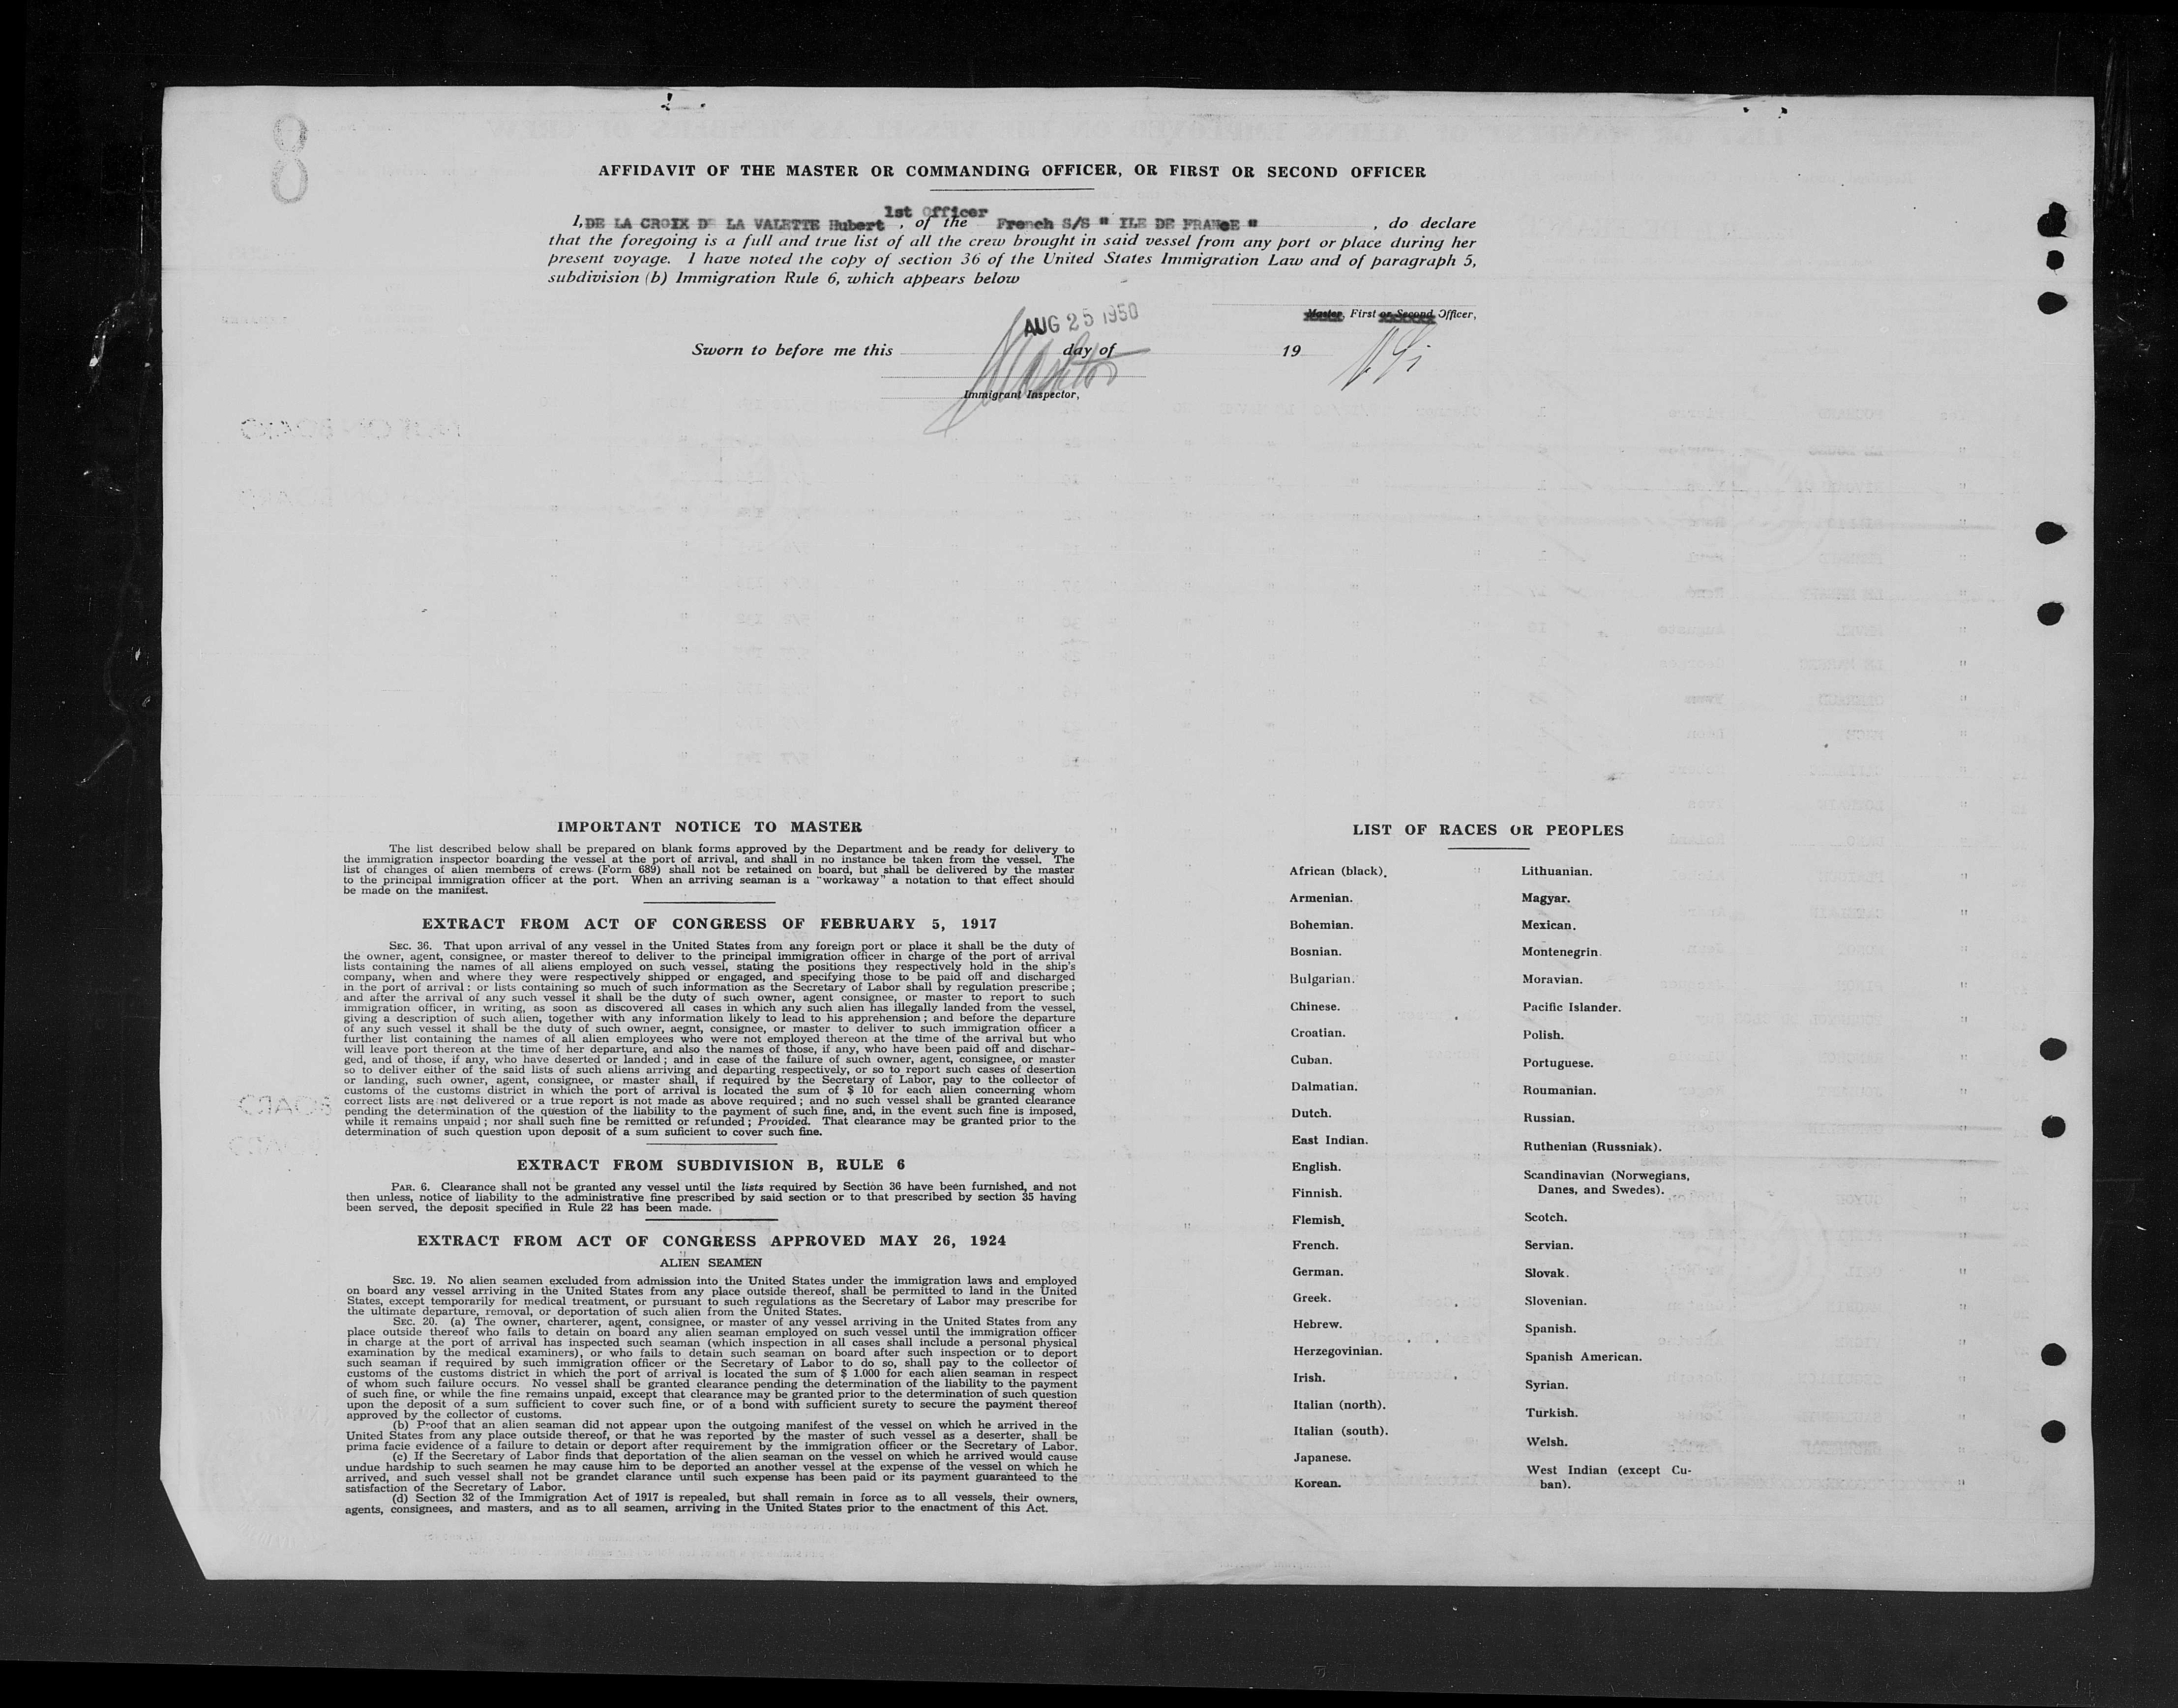 8
AFFIDAVIT OF THE MASTER OR COMMANDING OFFICER, OR FIRST OR SECOND OFFICER
1st Officer
I, DE LA CROIX DE LA VALETTE Hubert , of the French S/S " ILE DE FRANcE " , do declare
that the foregoing is a full and true list of all the crew brought in said vessel from any port or place during her
present voyage. I have noted the copy of section 36 of the United States Immigration Law and of paragraph 5,
subdivision (b) Immigration Rule 6, which appears below
AUG 25 1950
Master, First or Second Officer,
Sworn to before me this day of 19
Immigrant Inspector,
IMPORTANT NOTICE TO MASTER
The list described below shall be prepared on blank forms approved by the Department and be ready for delivery to
the immigration inspector boarding the vessel at the port of arrival, and shall in no instance be taken from the vessel. The
list of changes of alien members of crews (Form 689) shall not be retained on board, but shall be delivered by the master
to the principal immigration officer at the port. When an arriving seaman is a "workaway" a notation to that effect should
be made on the manifest.
EXTRACT FROM ACT OF CONGRESS OF FEBRUARY 5, 1917
SEC. 36. That upon arrival of any vessel in the United States from any foreign port or place it shall be the duty of
the owner, agent, consignee, or master thereof to deliver to the principal immigration officer in charge of the port of arrival
lists containing the names of all aliens employed on such vessel, stating the positions they respectively hold in the ship's
company, when and where they were respectively shipped or engaged, and specifying those to be paid off and discharged
in the port of arrival : or lists containing so much of such information as the Secretary of Labor shall by regulation prescribe ;
and after the arrival of any such vessel it shall be the duty of such owner, agent consignee, or master to report to such
immigration officer, in writing, as soon as discovered all cases in which any such alien has illegally landed from the vessel,
giving a description of such alien, together with any information likely to lead to his apprehension ; and before the departure
of any such vessel it shall be the duty of such owner, aegnt, consignee, or master to deliver to such immigration officer a
further list containing the names of all alien employees who were not employed thereon at the time of the arrival but who
will leave port thereon at the time of her departure, and also the names of those, if any, who have been paid off and dischar-
ged, and of those, if any, who have deserted or landed ; and in case of the failure of such owner, agent, consignee, or master
so to deliver either of the said lists of such aliens arriving and departing respectively, or so to report such cases of desertion
or landing, such owner, agent, consignee, or master shall, if required by the Secretary of Labor, pay to the collector of
customs of the customs district in which the port of arrival is located the sum of $ 10 for each alien concerning whom
correct lists are not delivered or a true report is not made as above required ; and no such vessel shall be granted clearance
pending the determination of the question of the liability to the payment of such fine, and, in the event such fine is imposed,
while it remains unpaid ; nor shall such fine be remitted or refunded ; Provided. That clearance may be granted prior to the
determination of such question upon deposit of a sum suficient to cover such fine.
EXTRACT FROM SUBDIVISION B, RULE 6
PAR. 6. Clearance shall not be granted any vessel until the lists required by Section 36 have been furnished, and not
then unless, notice of liability to the administrative fine prescribed by said section or to that prescribed by section 35 having
been served, the deposit specified in Rule 22 has been made.
EXTRACT FROM ACT OF CONGRESS APPROVED MAY 26, 1924
ALIEN SEAMEN
SEC. 19. No alien seamen excluded from admission into the United States under the immigration laws and employed
on board any vessel arriving in the United States from any place outside thereof, shall be permitted to land in the United
States, except temporarily for medical treatment, or pursuant to such regulations as the Secretary of Labor may prescribe for
the ultimate departure, removal, or deportation of such alien from the United States.
SEC. 20. (a) The owner, charterer, agent, consignee, or master of any vessel arriving in the United States from any
place outside thereof who fails to detain on board any alien seaman employed on such vessel until the immigration officer
in charge at the port of arrival has inspected such seaman (which inspection in all cases shall include a personal physical
examination by the medical examiners), or who fails to detain such seaman on board after such inspection or to deport
such seaman if required by such immigration officer or the Secretary of Labor to do so, shall pay to the collector of
customs of the customs district in which the port of arrival is located the sum of $ 1.000 for each alien seaman in respect
of whom such failure occurs. No vessel shall be granted clearance pending the determination of the liability to the payment
of such fine, or while the fine remains unpaid, except that clearance may be granted prior to the determination of such question
upon the deposit of a sum sufficient to cover such fine, or of a bond with sufficient surety to secure the payment thereof
approved by the collector of customs.
(b) Proof that an alien seaman did not appear upon the outgoing manifest of the vessel on which he arrived in the
United States from any place outside thereof, or that he was reported by the master of such vessel as a deserter, shall be
prima facie evidence of a failure to detain or deport after requirement by the immigration officer or the Secretary of Labor.
(c) If the Secretary of Labor finds that deportation of the alien seaman on the vessel on which he arrived would cause
undue hardship to such seamen he may cause him to be deported an another vessel at the expense of the vessel on which he
arrived, and such vessel shall not be grandet clarance until such expense has been paid or its payment guaranteed to the
satisfaction of the Secretary of Labor.
(d) Section 32 of the Immigration Act of 1917 is repealed, but shall remain in force as to all vessels, their owners,
agents, consignees, and masters, and as to all seamen, arriving in the United States prior to the enactment of this Act.
LIST OF RACES OR PEOPLES
African (black).
Armenian.
Bohemian.
Bosnian.
Bulgarian.
Chinese.
Croatian.
Cuban.
Dalmatian.
Dutch.
East Indian.
English.
Finnish.
Flemish.
French.
German.
Greek.
Hebrew.
Herzegovinian.
Irish.
Italian (north).
Italian (south).
Japanese.
Korean.
Lithuanian.
Magyar.
Mexican.
Montenegrin.
Moravian.
Pacific Islander.
Polish.
Portuguese.
Roumanian.
Russian.
Ruthenian (Russniak).
Scandinavian (Norwegians,
Danes, and Swedes).
Scotch.
Servian.
Slovak.
Slovenian.
Spanish.
Spanish American.
Syrian.
Turkish.
Welsh.
West Indian (except Cu-
ban).